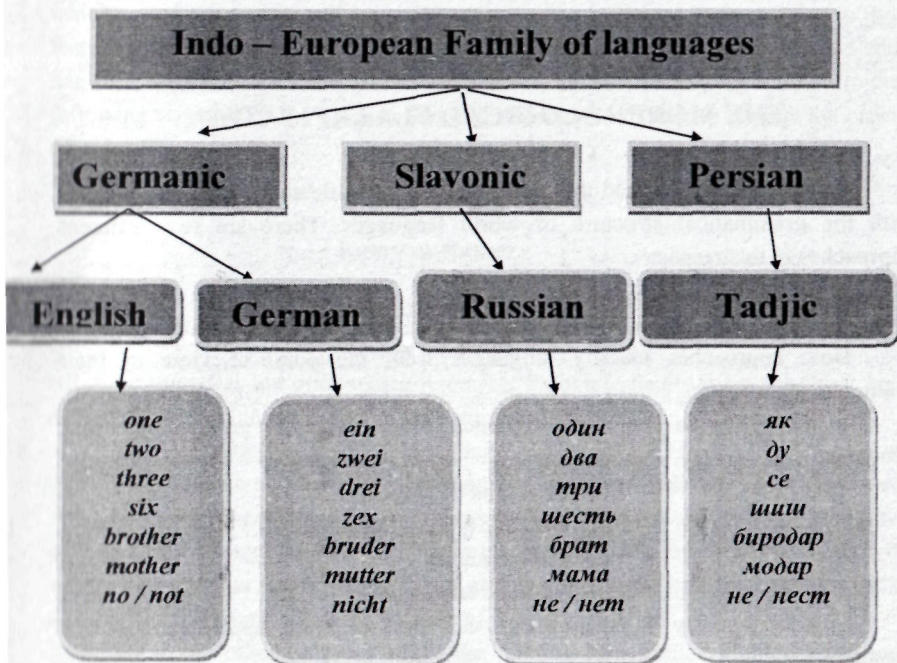 Indo – European Family of languages
Germanic
Slavonic
Persian
English
German
Russian
Tadjic
one
two
three
six
brother
mother
no / not
ein
zwei
drei
zex
bruder
mutter
nicht
один
два
три
шесть
брат
мама
не / нет
як
ду
се
шиш
биродар
модар
не / нест